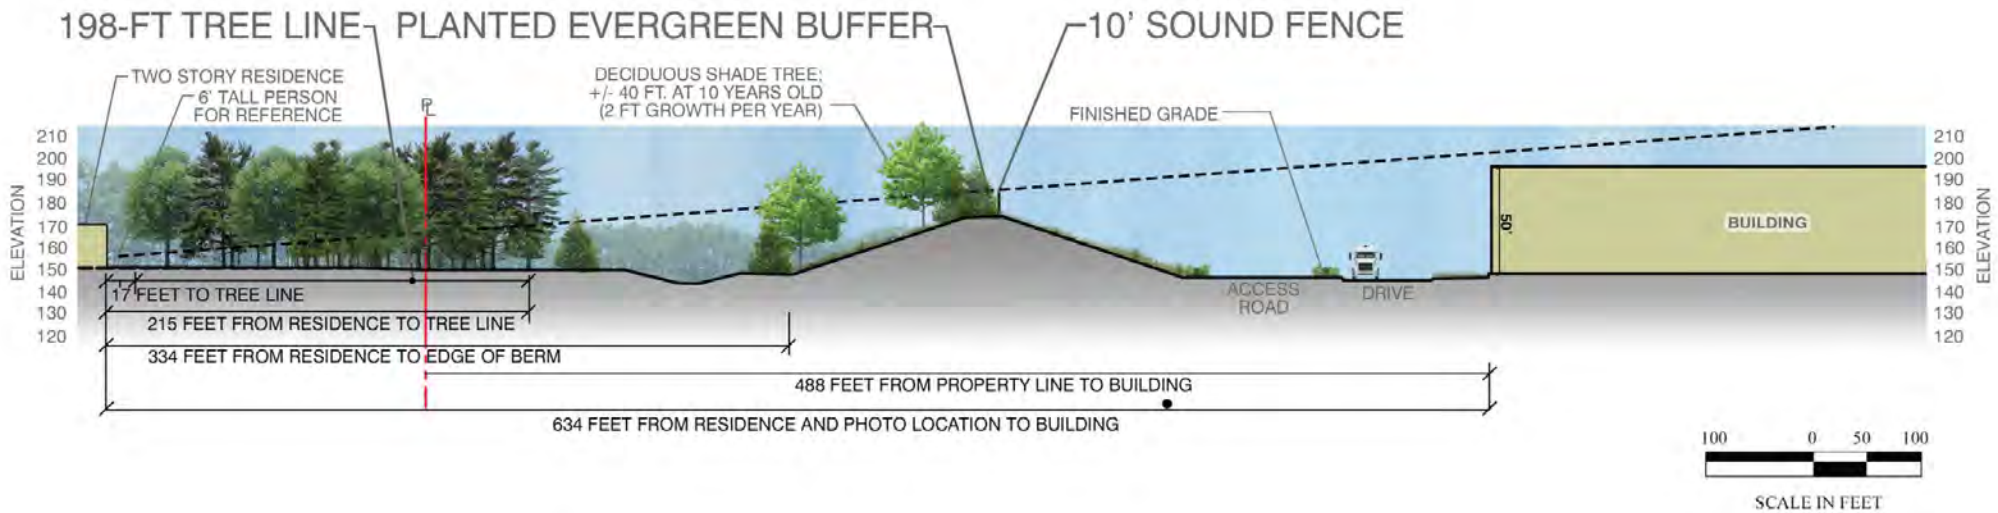 198-FT TREE LINE
PLANTED EVERGREEN BUFFER
10' SOUND FENCE
TWO STORY RESIDENCE
6' TALL PERSON
FOR REFERENCE
PL
DECIDUOUS SHADE TREE;
+/- 40 FT. AT 10 YEARS OLD
(2 FT GROWTH PER YEAR)
FINISHED GRADE
ELEVATION
210
200
190
180
170
160
150
140
130
120
50'
BUILDING
ACCESS
ROAD
DRIVE
210
200
190
180
170
160
150
140
130
120
ELEVATION
17 FEET TO TREE LINE
215 FEET FROM RESIDENCE TO TREE LINE
334 FEET FROM RESIDENCE TO EDGE OF BERM
488 FEET FROM PROPERTY LINE TO BUILDING
634 FEET FROM RESIDENCE AND PHOTO LOCATION TO BUILDING
100 0 50 100
SCALE IN FEET